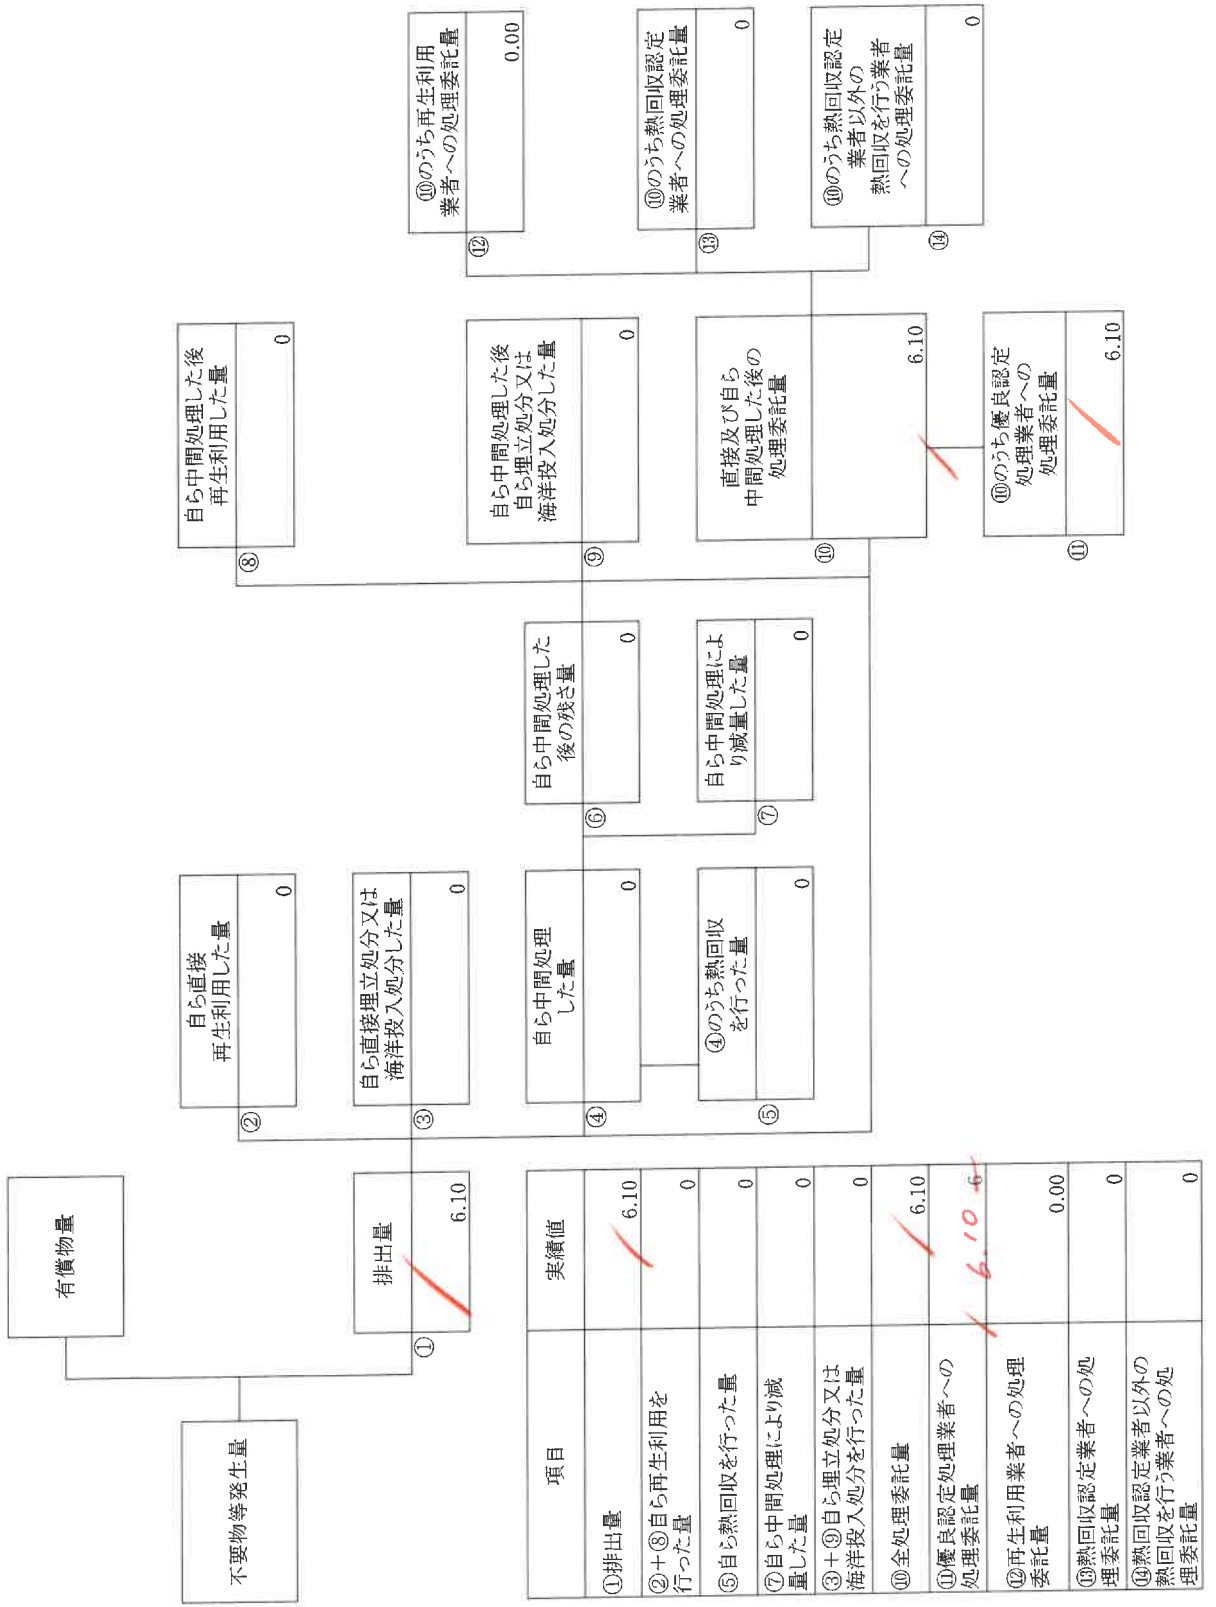 不要物等発生量
有償物量
①
排出量
6.10
②
自ら直接
再生利用した量
0
③
自ら直接埋立処分又は
海洋投入処分した量
0
④
自ら中間処理
した量
0
⑤
④のうち熱回収
を行った量
0
⑥
自ら中間処理した
後の残さ量
0
⑦
自ら中間処理によ
り減量した量
0
⑧
自ら中間処理した後
再生利用した量
0
⑨
自ら中間処理した後
自ら埋立処分又は
海洋投入処分した量
0
⑩
直接及び自ら
中間処理した後の
処理委託量
6.10
⑪
⑩のうち優良認定
処理業者への
処理委託量
6.10
⑫
⑩のうち再生利用
業者への処理委託量
0.00
⑬
⑩のうち熱回収認定
業者への処理委託量
0
⑭
⑩のうち熱回収認定
業者以外の
熱回収を行う業者
への処理委託量
0
項目
実績値
①排出量
6.10
②+⑧自ら再生利用を
行った量
0
⑤自ら熱回収を行った量
0
⑦自ら中間処理により減
量した量
0
③+⑨自ら埋立処分又は
海洋投入処分を行った量
0
⑩全処理委託量
6.10
⑪優良認定処理業者への
処理委託量
6.10 6
⑫再生利用業者への処理
委託量
0.00
⑬熱回収認定業者への処
理委託量
0
⑭熱回収認定業者以外の
熱回収を行う業者への処
理委託量
0